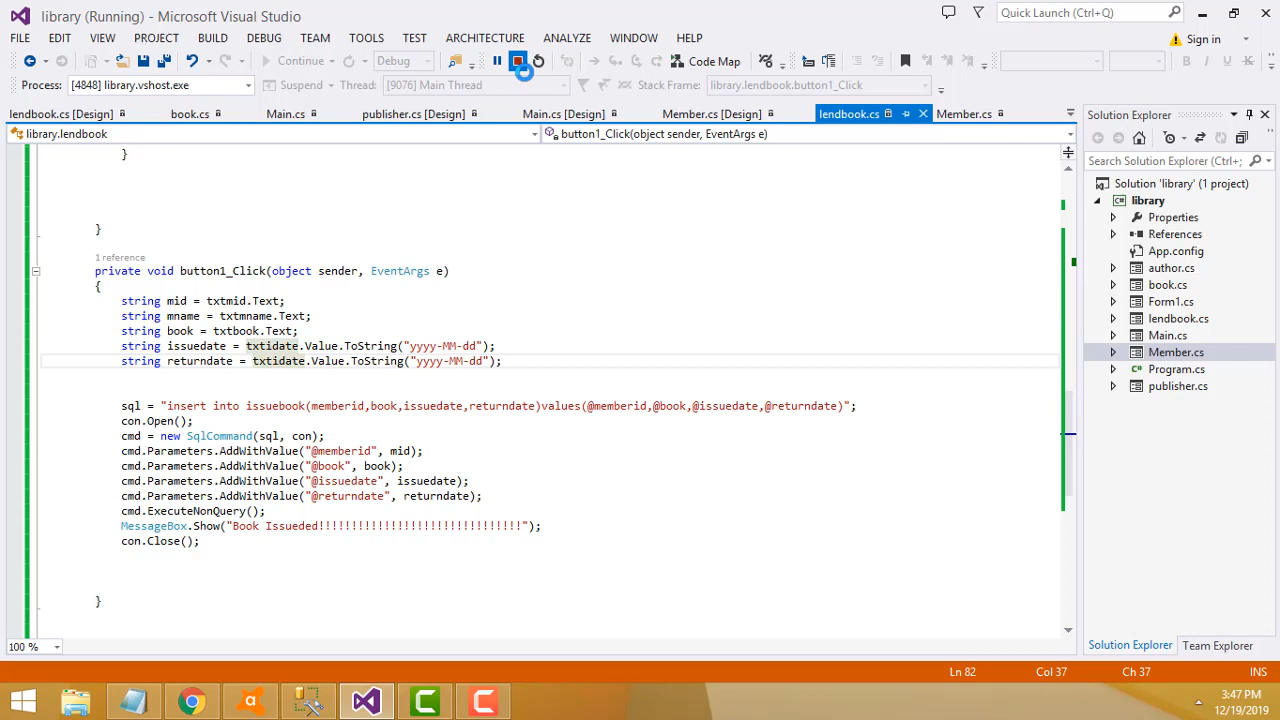 library (Running) - Microsoft Visual Studio
Quick Launch (Ctrl+Q)
FILE EDIT VIEW PROJECT BUILD DEBUG TEAM TOOLS TEST ARCHITECTURE ANALYZE WINDOW HELP
Sign in
Continue Debug Code Map
Process: [4848] library.vshost.exe Suspend Thread: [9076] Main Thread Stack Frame: library.lendbook.button1_Click
lendbook.cs [Design] book.cs Main.cs publisher.cs [Design] Main.cs [Design] Member.cs [Design] lendbook.cs Member.cs
library.lendbook button1_Click(object sender, EventArgs e)
}
}
1 reference
private void button1_Click(object sender, EventArgs e)
{
string mid = txtmid.Text;
string mname = txtmname.Text;
string book = txtbook.Text;
string issuedate = txtidate.Value.ToString("yyyy-MM-dd");
string returndate = txtidate.Value.ToString("yyyy-MM-dd");
sql = "insert into issuebook(memberid,book,issuedate,returndate)values(@memberid,@book,@issuedate,@returndate)";
con.Open();
cmd = new SqlCommand(sql, con);
cmd.Parameters.AddWithValue("@memberid", mid);
cmd.Parameters.AddWithValue("@book", book);
cmd.Parameters.AddWithValue("@issuedate", issuedate);
cmd.Parameters.AddWithValue("@returndate", returndate);
cmd.ExecuteNonQuery();
MessageBox.Show("Book Issueded!!!!!!!!!!!!!!!!!!!!!!!!!!!!!!!");
con.Close();
}
100 %
Solution Explorer
Search Solution Explorer (Ctrl+;
Solution 'library' (1 project)
library
Properties
References
App.config
author.cs
book.cs
Form1.cs
lendbook.cs
Main.cs
Member.cs
Program.cs
publisher.cs
Solution Explorer Team Explorer
Ln 82 Col 37 Ch 37 INS
3:47 PM
12/19/2019